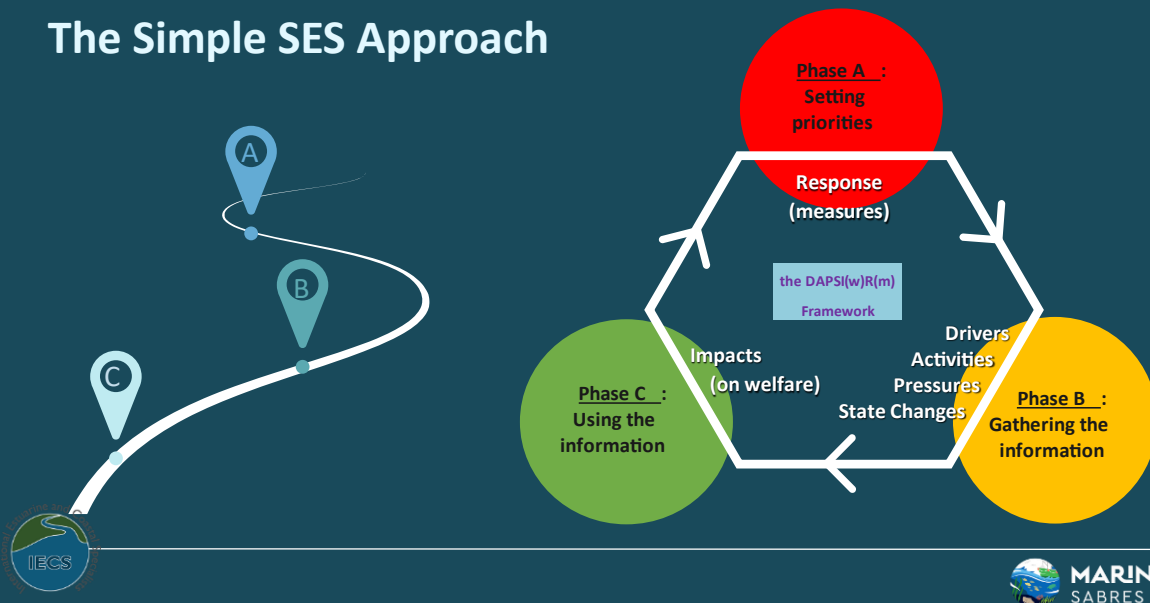 The Simple SES Approach
A
B
C
Phase A :
Setting
priorities
Response
(measures)
the DAPSI(w)R(m)
Framework
Drivers
Activities
Pressures
State Changes
Phase B :
Gathering the
information
Impacts
(on welfare)
Phase C :
Using the
information
IECS
MARIN
SABRES